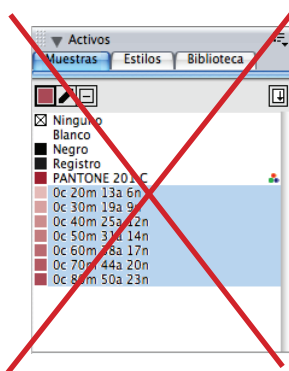 Activos
Muestras Estilos Biblioteca
Ninguno
Blanco
Negro
Registro
PANTONE 201 C
0c 20m 13a 6n
0c 30m 19a 9n
0c 40m 25a 12n
0c 50m 31a 14n
0c 60m 38a 17n
0c 70m 44a 20n
0c 80m 50a 23n